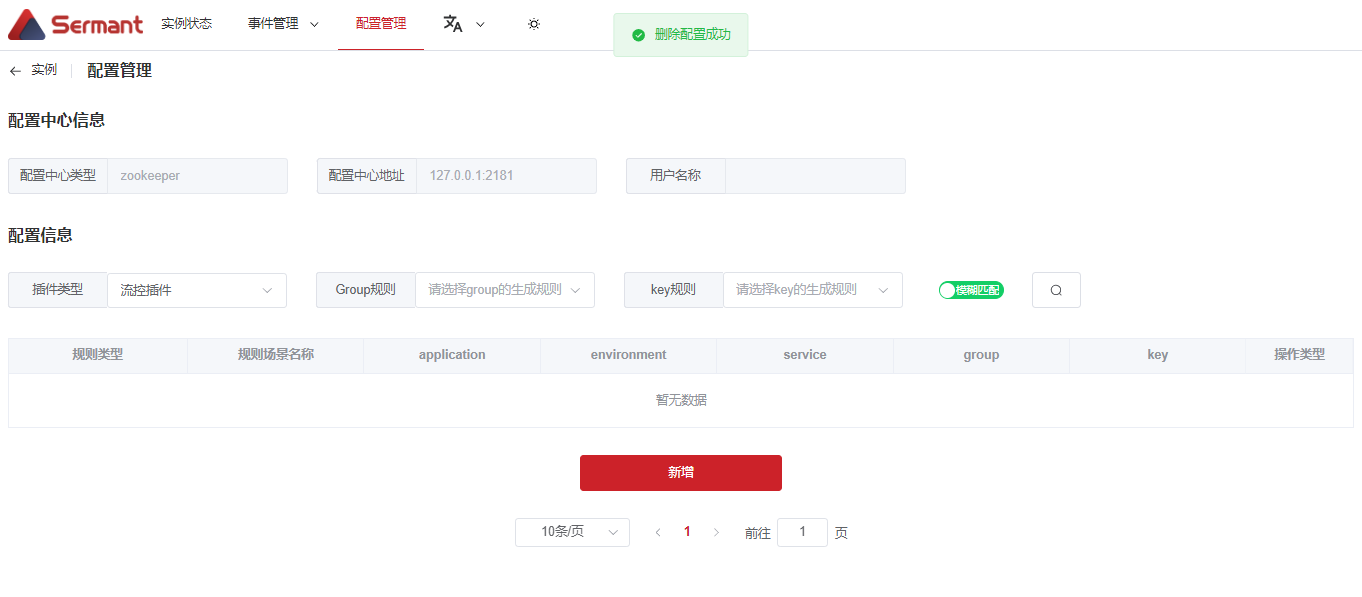 Sermant 实例状态 事件管理 配置管理
删除配置成功
实例 配置管理
配置中心信息
配置中心类型 zookeeper 配置中心地址 127.0.0.1:2181 用户名称
配置信息
插件类型 流控插件 Group规则 请选择group的生成规则 key规则 请选择key的生成规则 模糊匹配
规则类型 规则场景名称 application environment service group key 操作类型
暂无数据
新增
10条/页 1 前往 1 页